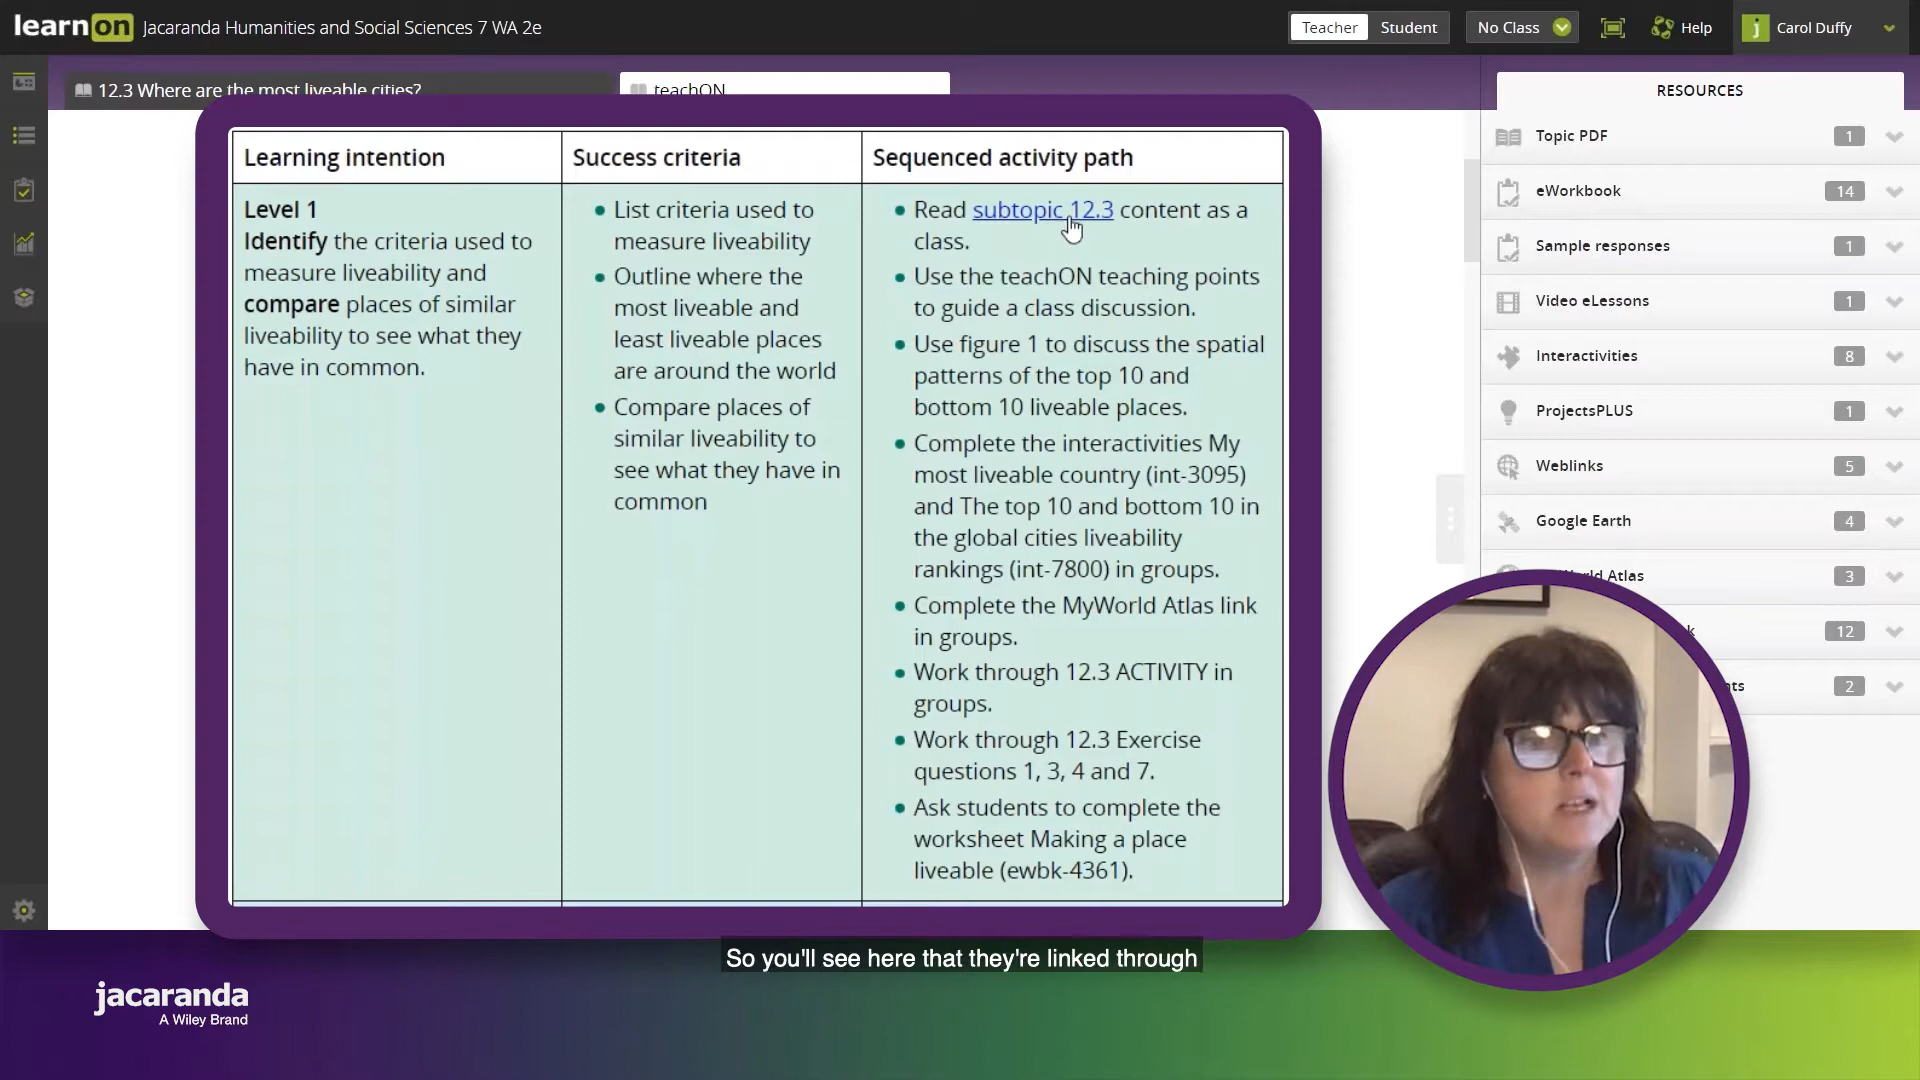 learnon Jacaranda Humanities and Social Sciences 7 WA 2e
Teacher Student No Class Help j Carol Duffy
12.3 Where are the most liveable cities?
teachON
RESOURCES
Learning intention
Success criteria
Sequenced activity path
Level 1
Identify the criteria used to
measure liveability and
compare places of similar
liveability to see what they
have in common.
List criteria used to
measure liveability
Outline where the
most liveable and
least liveable places
are around the world
Compare places of
similar liveability to
see what they have in
common
Read subtopic 12.3 content as a
class.
Use the teachON teaching points
to guide a class discussion.
Use figure 1 to discuss the spatial
patterns of the top 10 and
bottom 10 liveable places.
Complete the interactivities My
most liveable country (int-3095)
and The top 10 and bottom 10 in
the global cities liveability
rankings (int-7800) in groups.
Complete the MyWorld Atlas link
in groups.
Work through 12.3 ACTIVITY in
groups.
Work through 12.3 Exercise
questions 1, 3, 4 and 7.
Ask students to complete the
worksheet Making a place
liveable (ewbk-4361).
Topic PDF 1
eWorkbook 14
Sample responses 1
Video eLessons 1
Interactivities 8
ProjectsPLUS 1
Weblinks 5
Google Earth 4
Atlas 3
12
2
So you'll see here that they're linked through
jacaranda
A Wiley Brand